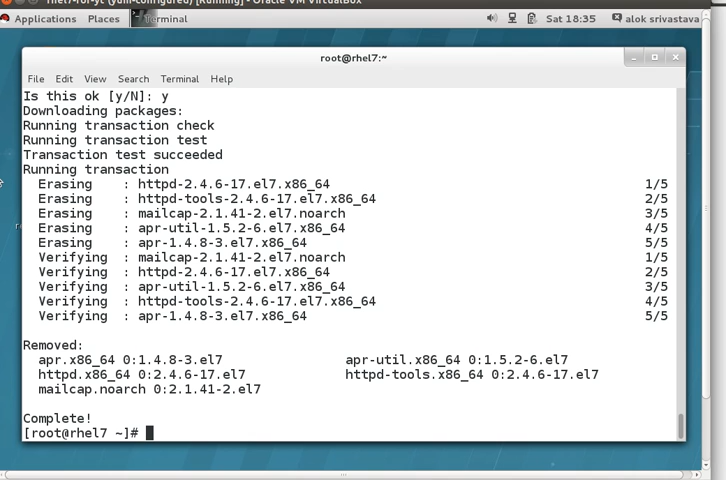 rhel7-for-yt (yum-configured) [Running] - Oracle VM VirtualBox
Applications Places Terminal Sat 18:35 alok srivastava
root@rhel7:~
File Edit View Search Terminal Help
Is this ok [y/N]: y
Downloading packages:
Running transaction check
Running transaction test
Transaction test succeeded
Running transaction
Erasing : httpd-2.4.6-17.el7.x86_64 1/5
Erasing : httpd-tools-2.4.6-17.el7.x86_64 2/5
Erasing : mailcap-2.1.41-2.el7.noarch 3/5
Erasing : apr-util-1.5.2-6.el7.x86_64 4/5
Erasing : apr-1.4.8-3.el7.x86_64 5/5
Verifying : mailcap-2.1.41-2.el7.noarch 1/5
Verifying : httpd-2.4.6-17.el7.x86_64 2/5
Verifying : apr-util-1.5.2-6.el7.x86_64 3/5
Verifying : httpd-tools-2.4.6-17.el7.x86_64 4/5
Verifying : apr-1.4.8-3.el7.x86_64 5/5
Removed:
apr.x86_64 0:1.4.8-3.el7 apr-util.x86_64 0:1.5.2-6.el7
httpd.x86_64 0:2.4.6-17.el7 httpd-tools.x86_64 0:2.4.6-17.el7
mailcap.noarch 0:2.1.41-2.el7
Complete!
[root@rhel7 ~]#